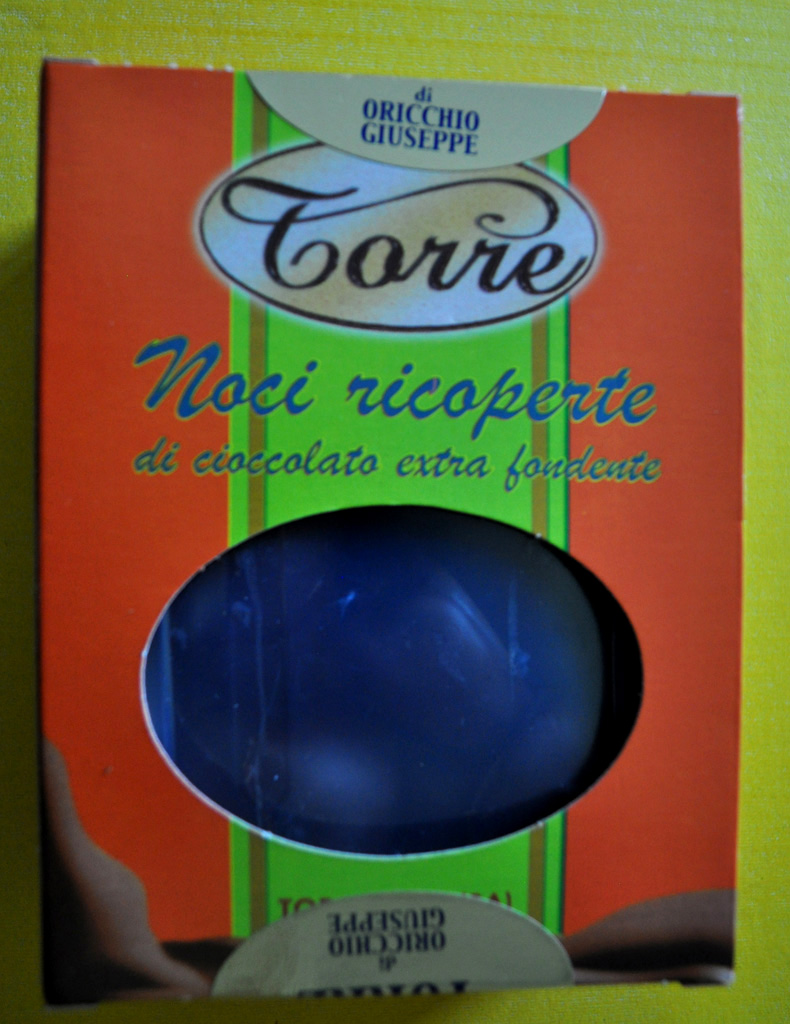 di
ORICCHIO
GIUSEPPE
Torre
Noci ricoperte
di cioccolato extra fondente
di
ORICCHIO
GIUSEPPE